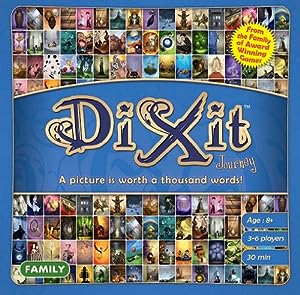 From the Family
of Award
Winning
Games!
DiXit™
Journey
A picture is worth a thousand words!
Age : 8+
3-6 players
30 min
FAMILY